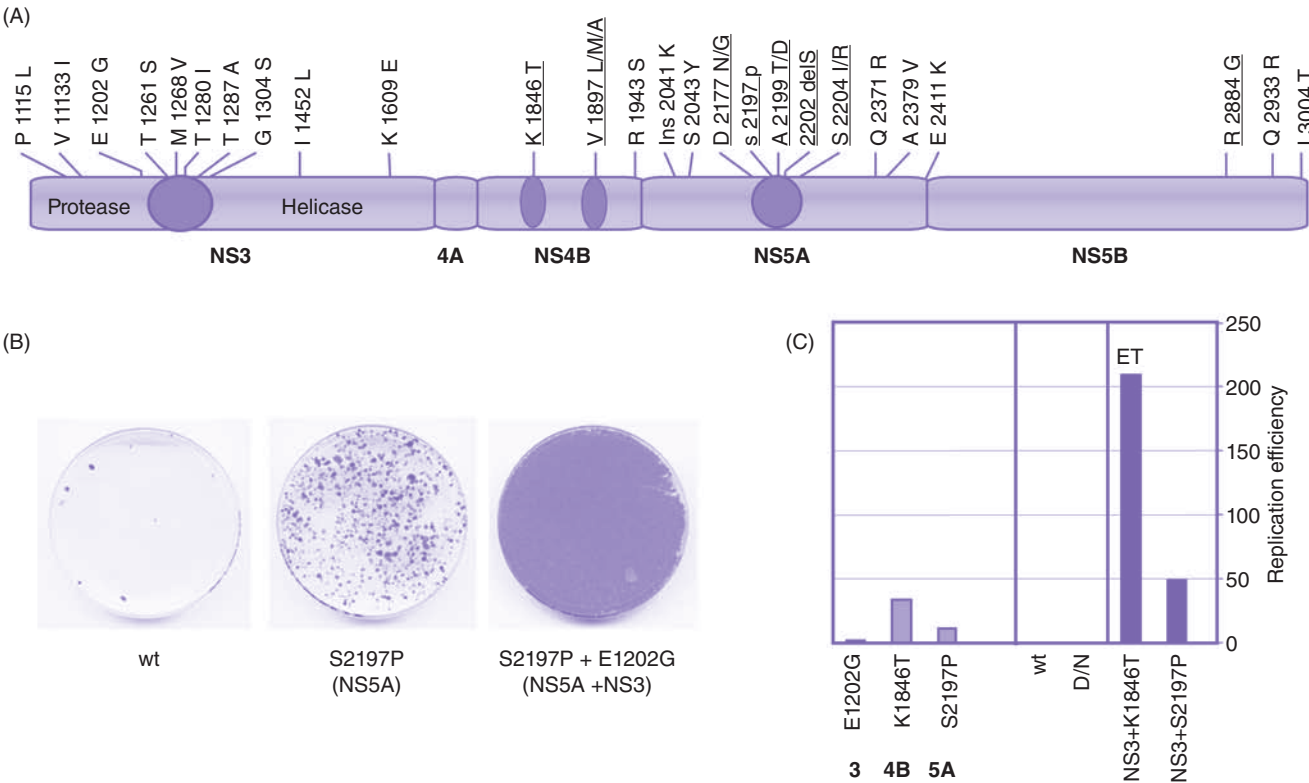 (A)
P 1115 L
V 11133 I
E 1202 G
T 1261 S
M 1268 V
T 1280 I
T 1287 A
G 1304 S
I 1452 L
K 1609 E
K 1846 T
V 1897 L/M/A
R 1943 S
Ins 2041 K
S 2043 Y
D 2177 N/G
s 2197 p
A 2199 T/D
2202 delS
S 2204 I/R
Q 2371 R
A 2379 V
E 2411 K
R 2884 G
Q 2933 R
L 3004 T
Protease
Helicase
NS3
4A
NS4B
NS5A
NS5B
(B)
wt
S2197P
(NS5A)
S2197P + E1202G
(NS5A +NS3)
(C)
ET
250
200
150
100
50
0
Replication efficiency
E1202G
K1846T
S2197P
wt
D/N
NS3+K1846T
NS3+S2197P
3 4B 5A